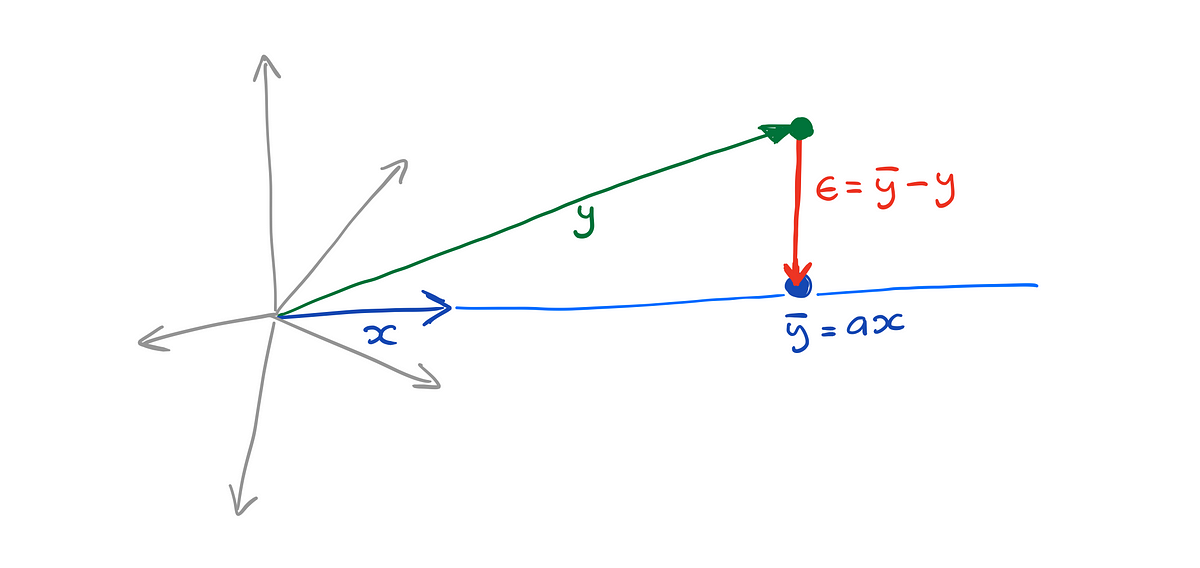 ϵ = ȳ − y
y
x
ȳ = ax